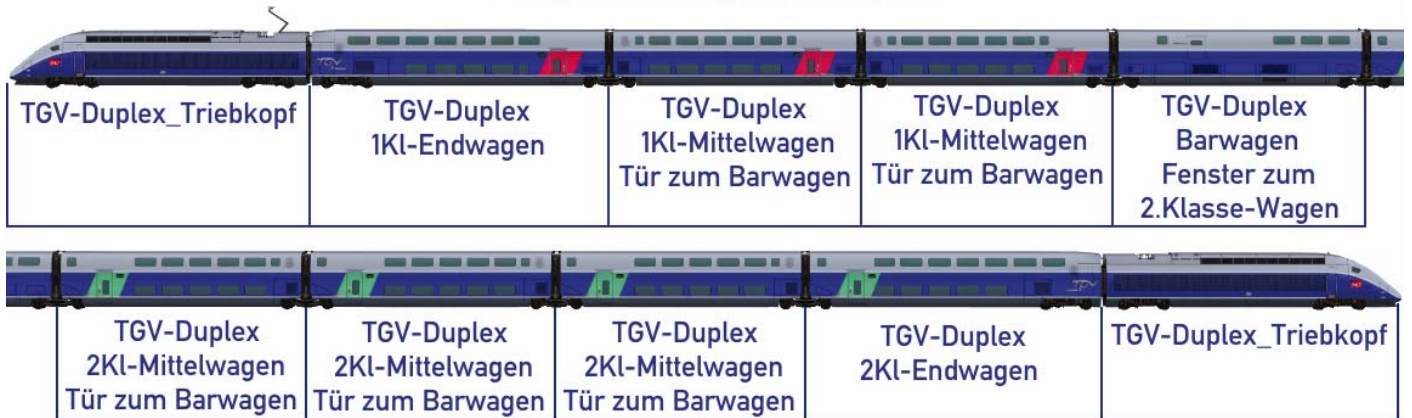 TGV-Duplex_Triebkopf
TGV-Duplex
1Kl-Endwagen
TGV-Duplex
1Kl-Mittelwagen
Tür zum Barwagen
TGV-Duplex
1Kl-Mittelwagen
Tür zum Barwagen
TGV-Duplex
Barwagen
Fenster zum
2.Klasse-Wagen
TGV-Duplex
2Kl-Mittelwagen
Tür zum Barwagen
TGV-Duplex
2Kl-Mittelwagen
Tür zum Barwagen
TGV-Duplex
2Kl-Mittelwagen
Tür zum Barwagen
TGV-Duplex
2Kl-Endwagen
TGV-Duplex_Triebkopf